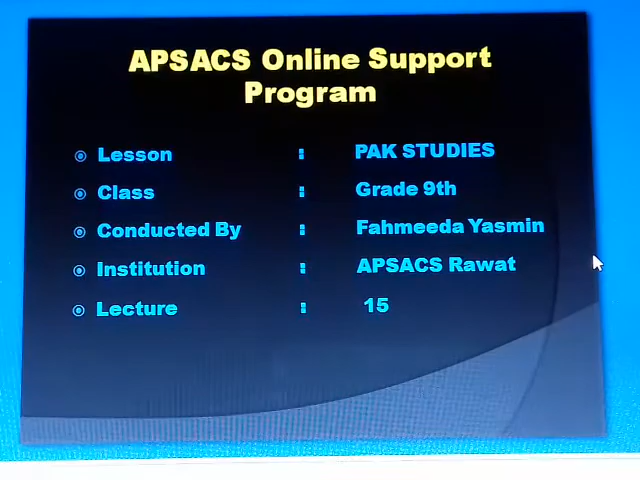 APSACS Online Support
Program
Lesson : PAK STUDIES
Class : Grade 9th
Conducted By : Fahmeeda Yasmin
Institution : APSACS Rawat
Lecture : 15